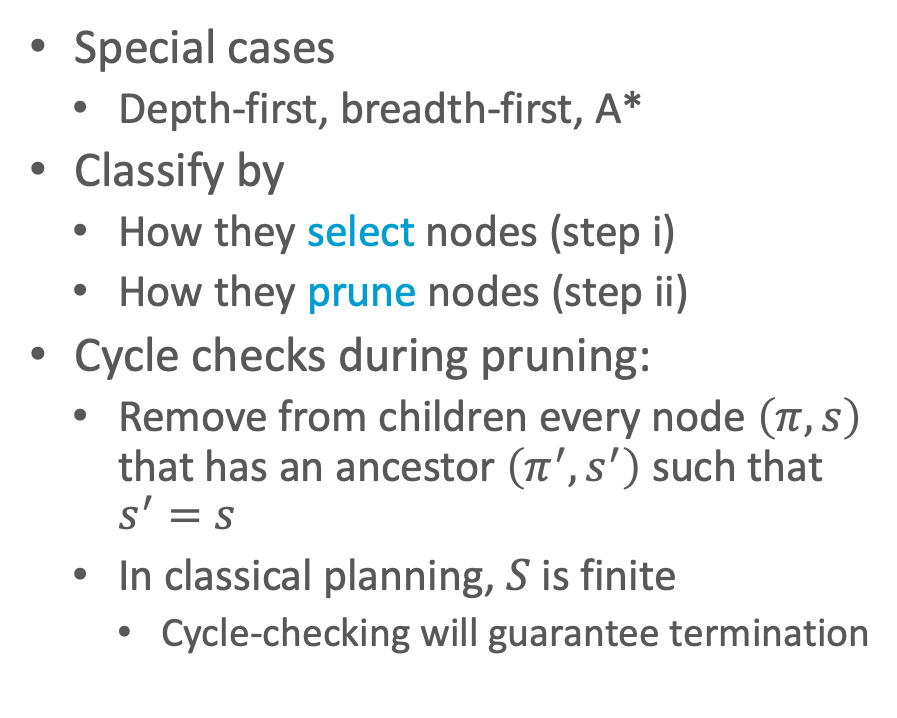 • Special cases
• Depth-first, breadth-first, A*
• Classify by
• How they select nodes (step i)
• How they prune nodes (step ii)
• Cycle checks during pruning:
• Remove from children every node (𝜋, 𝑠)
that has an ancestor (𝜋′, 𝑠′) such that
𝑠′ = 𝑠
• In classical planning, 𝑆 is finite
• Cycle-checking will guarantee termination